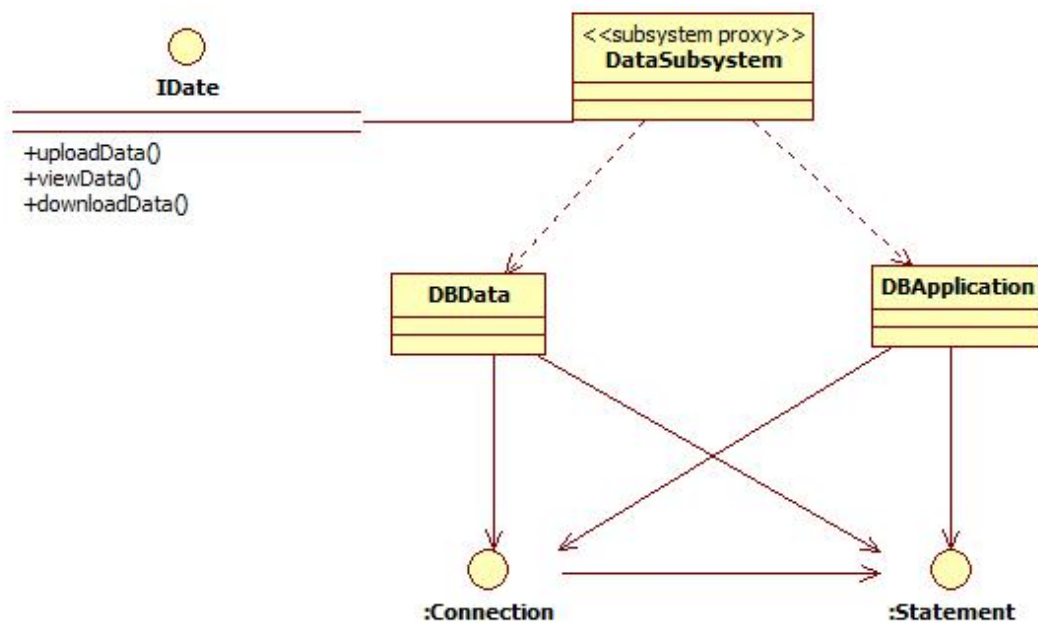 <<subsystem proxy>>
DataSubsystem
IDate
+uploadData()
+viewData()
+downloadData()
DBData
DBApplication
:Connection
:Statement